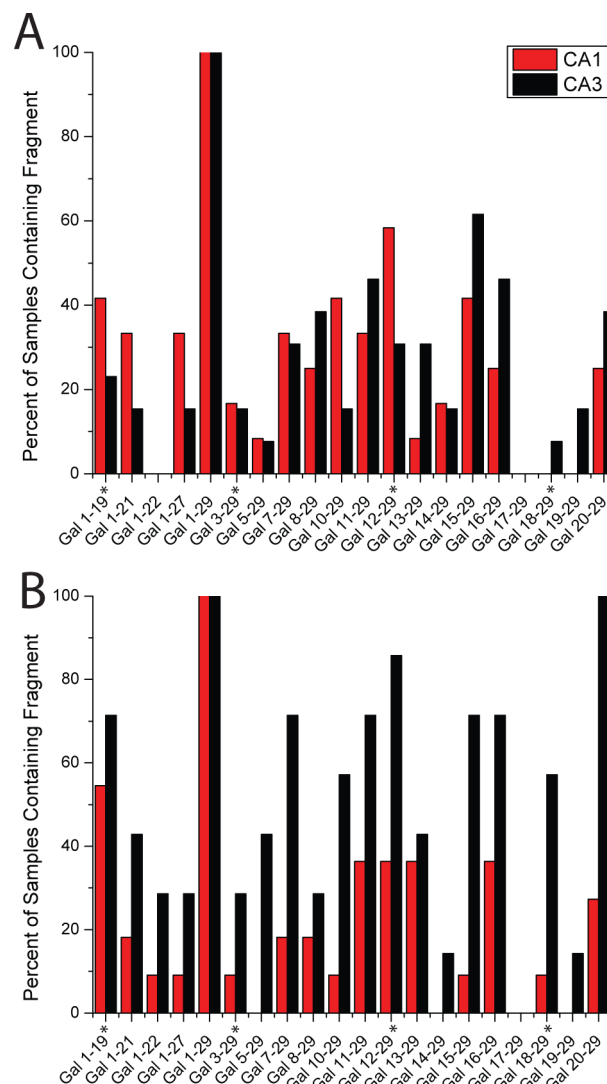 A
100
80
60
40
20
0
Percent of Samples Containing Fragment
CA1
CA3
Gal 1-19*
Gal 1-21
Gal 1-22
Gal 1-27
Gal 1-29
Gal 3-29*
Gal 5-29
Gal 7-29
Gal 8-29
Gal 10-29
Gal 11-29
Gal 12-29*
Gal 13-29
Gal 14-29
Gal 15-29
Gal 16-29
Gal 17-29
Gal 18-29*
Gal 19-29
Gal 20-29
B
100
80
60
40
20
0
Percent of Samples Containing Fragment
Gal 1-19*
Gal 1-21
Gal 1-22
Gal 1-27
Gal 1-29
Gal 3-29*
Gal 5-29
Gal 7-29
Gal 8-29
Gal 10-29
Gal 11-29
Gal 12-29*
Gal 13-29
Gal 14-29
Gal 15-29
Gal 16-29
Gal 17-29
Gal 18-29*
Gal 19-29
Gal 20-29